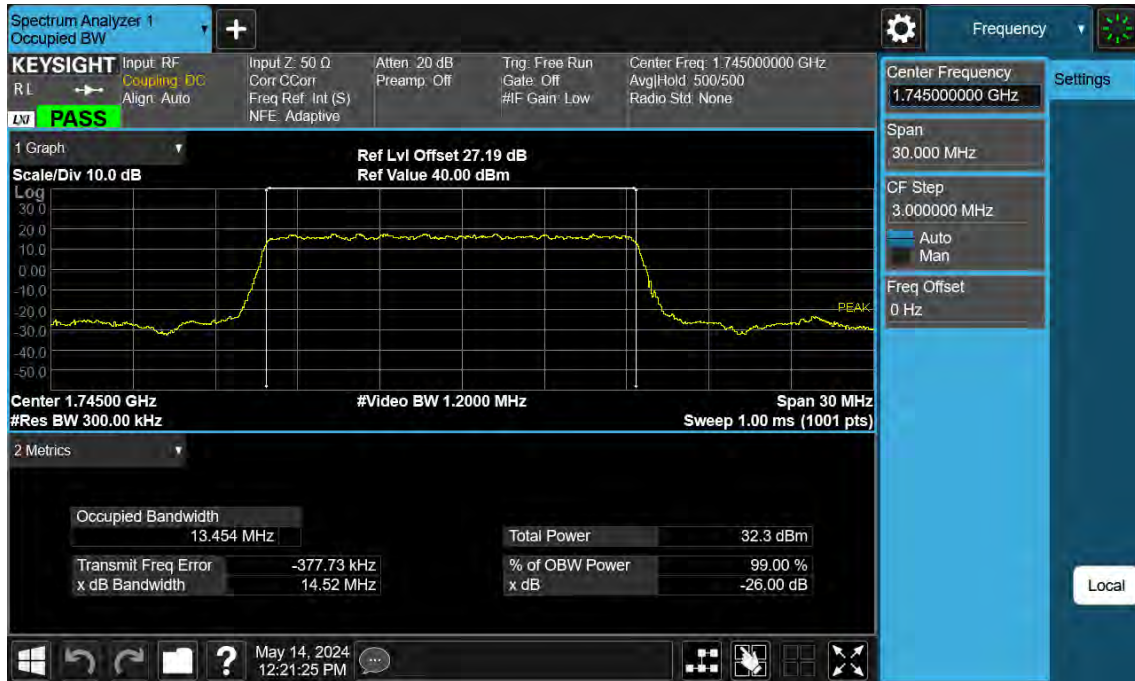 Spectrum Analyzer 1
Occupied BW
+
Frequency
KEYSIGHT
RL
LXI PASS
Input: RF
Coupling: DC
Align: Auto
Input Z: 50 Ω
Corr CCorr
Freq Ref: Int (S)
NFE: Adaptive
Atten: 20 dB
Preamp: Off
Trig: Free Run
Gate: Off
#IF Gain: Low
Center Freq: 1.745000000 GHz
Avg|Hold: 500/500
Radio Std: None
1 Graph
Scale/Div 10.0 dB
Ref Lvl Offset 27.19 dB
Ref Value 40.00 dBm
Log
30.0
20.0
10.0
0.00
-10.0
-20.0
-30.0
-40.0
-50.0
PEAK
Center 1.74500 GHz
#Res BW 300.00 kHz
#Video BW 1.2000 MHz
Span 30 MHz
Sweep 1.00 ms (1001 pts)
2 Metrics
Occupied Bandwidth
13.454 MHz
Transmit Freq Error -377.73 kHz
x dB Bandwidth 14.52 MHz
Total Power 32.3 dBm
% of OBW Power 99.00 %
x dB -26.00 dB
Center Frequency
1.745000000 GHz
Span
30.000 MHz
CF Step
3.000000 MHz
Auto
Man
Freq Offset
0 Hz
Settings
Local
?
May 14, 2024
12:21:25 PM